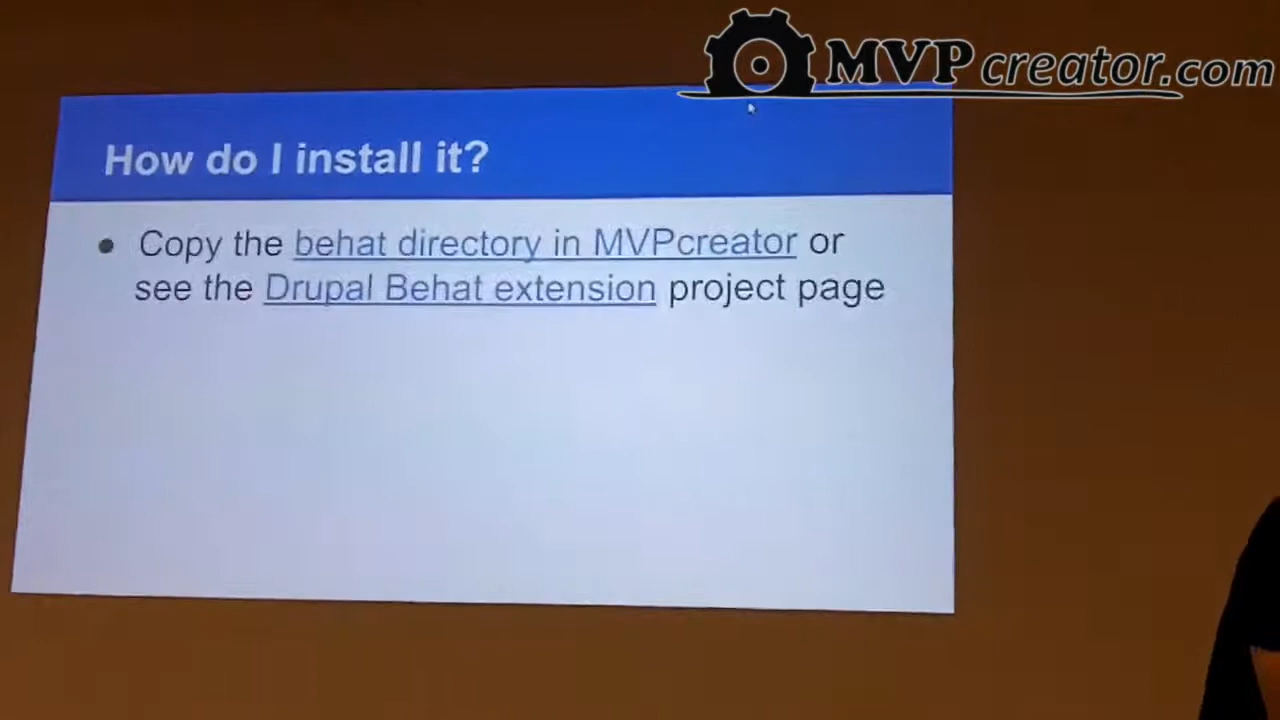 MVPcreator.com
How do I install it?
● Copy the behat directory in MVPcreator or
see the Drupal Behat extension project page